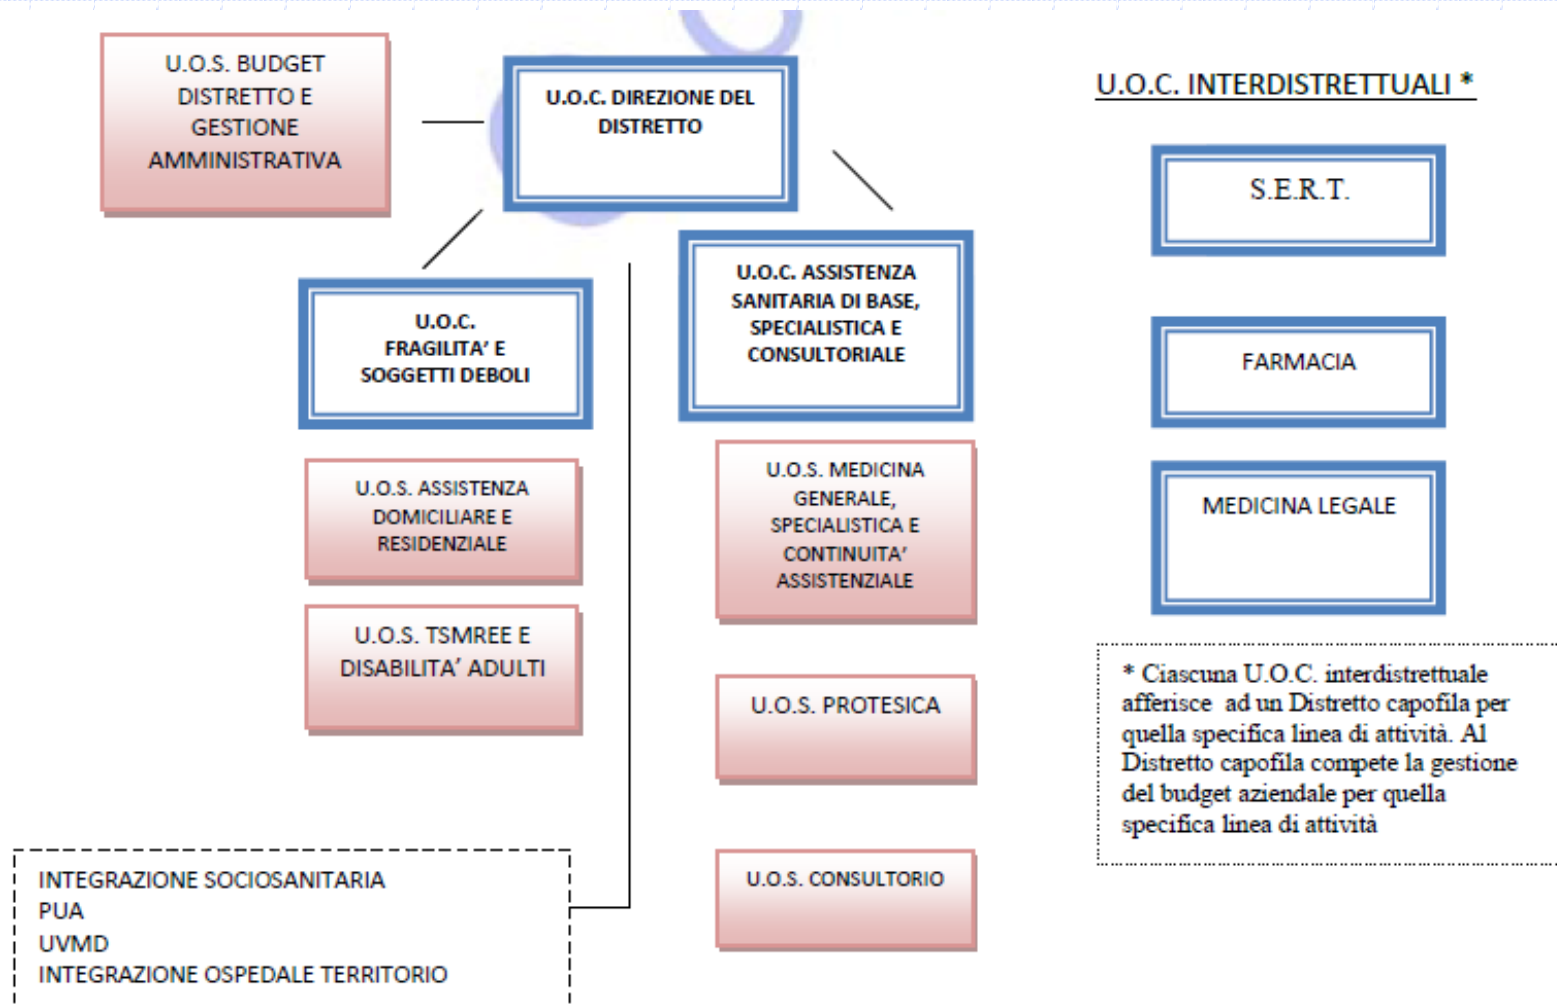 U.O.S. BUDGET
DISTRETTO E
GESTIONE
AMMINISTRATIVA
U.O.C. DIREZIONE DEL
DISTRETTO
U.O.C.
FRAGILITA’ E
SOGGETTI DEBOLI
U.O.S. ASSISTENZA
DOMICILIARE E
RESIDENZIALE
U.O.S. TSMREE E
DISABILITA’ ADULTI
U.O.C. ASSISTENZA
SANITARIA DI BASE,
SPECIALISTICA E
CONSULTORIALE
U.O.S. MEDICINA
GENERALE,
SPECIALISTICA E
CONTINUITA’
ASSISTENZIALE
U.O.S. PROTESICA
U.O.S. CONSULTORIO
INTEGRAZIONE SOCIOSANITARIA
PUA
UVMD
INTEGRAZIONE OSPEDALE TERRITORIO
U.O.C. INTERDISTRETTUALI *
S.E.R.T.
FARMACIA
MEDICINA LEGALE
* Ciascuna U.O.C. interdistrettuale
afferisce ad un Distretto capofila per
quella specifica linea di attività. Al
Distretto capofila compete la gestione
del budget aziendale per quella
specifica linea di attività